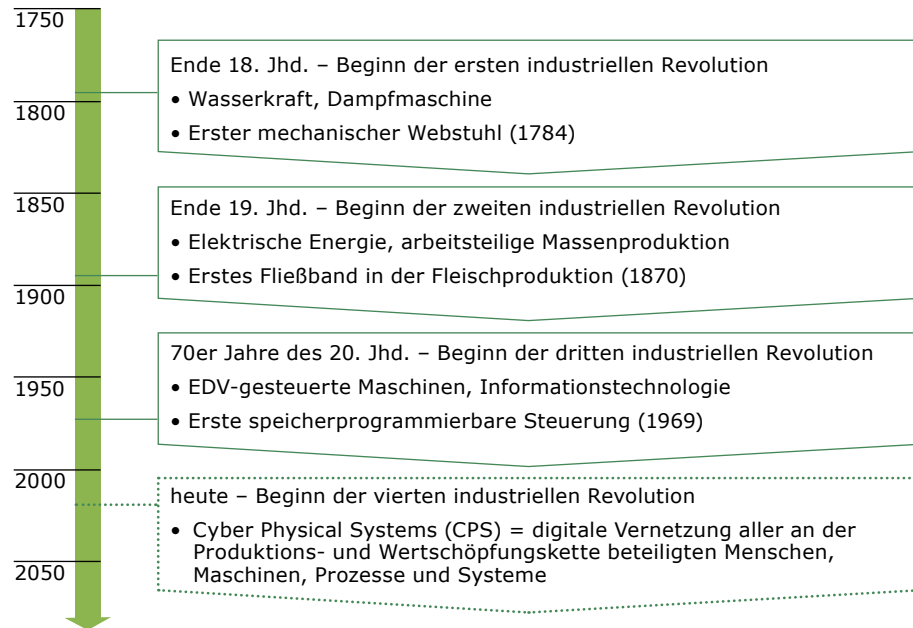 1750
Ende 18. Jhd. – Beginn der ersten industriellen Revolution
• Wasserkraft, Dampfmaschine
1800
• Erster mechanischer Webstuhl (1784)
1850
Ende 19. Jhd. – Beginn der zweiten industriellen Revolution
• Elektrische Energie, arbeitsteilige Massenproduktion
• Erstes Fließband in der Fleischproduktion (1870)
1900
70er Jahre des 20. Jhd. – Beginn der dritten industriellen Revolution
1950
• EDV-gesteuerte Maschinen, Informationstechnologie
• Erste speicherprogrammierbare Steuerung (1969)
2000
heute – Beginn der vierten industriellen Revolution
• Cyber Physical Systems (CPS) = digitale Vernetzung aller an der
Produktions- und Wertschöpfungskette beteiligten Menschen,
Maschinen, Prozesse und Systeme
2050